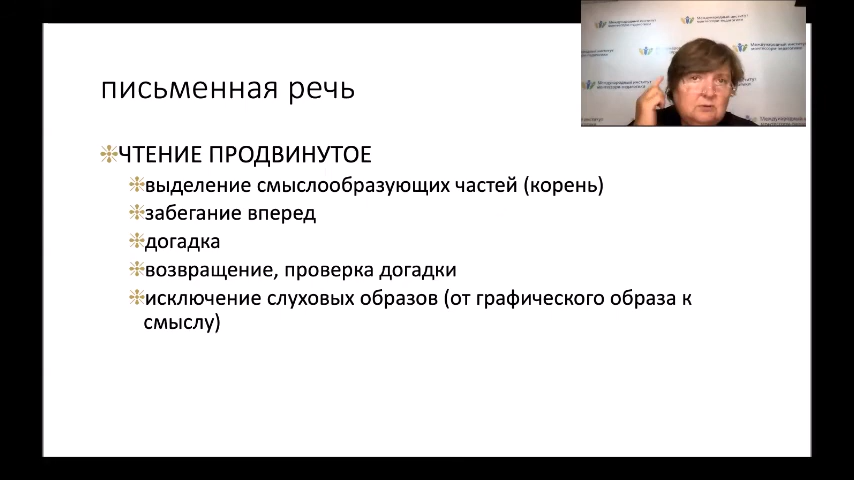 письменная речь
ЧТЕНИЕ ПРОДВИНУТОЕ
выделение смыслообразующих частей (корень)
забегание вперед
догадка
возвращение, проверка догадки
исключение слуховых образов (от графического образа к
смыслу)